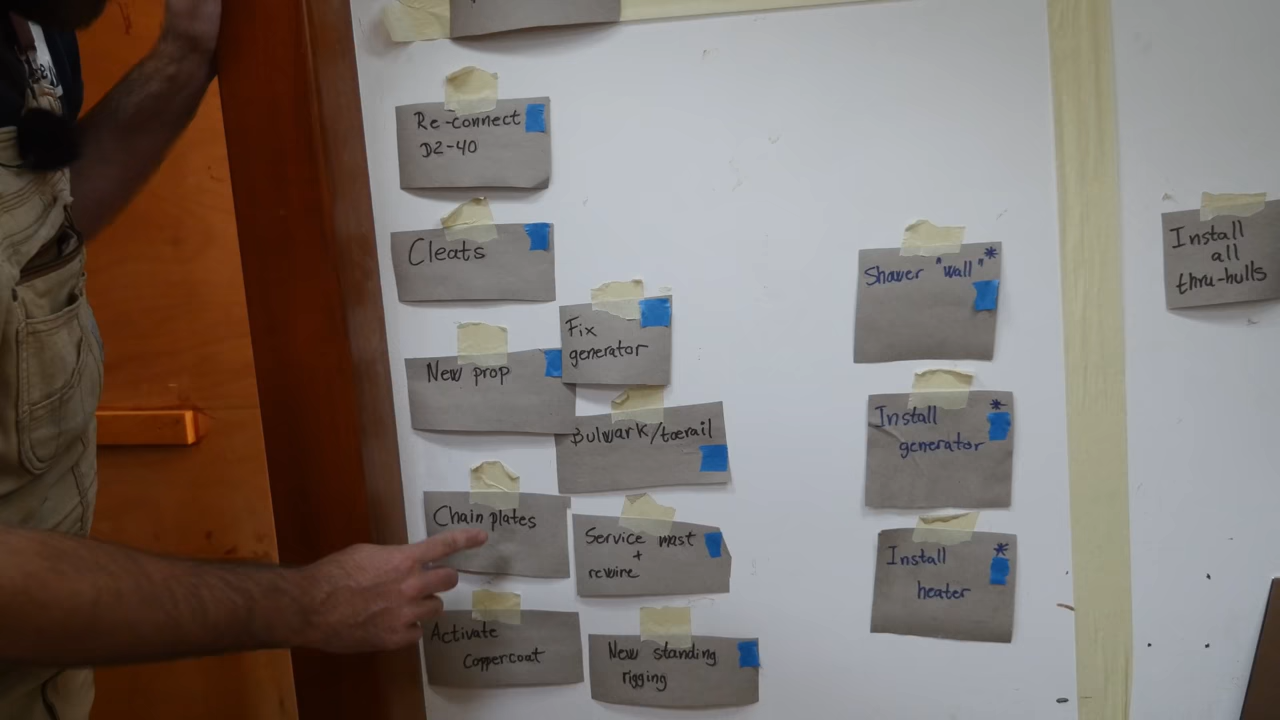 Re-connect
D2-40
Cleats
New prop
Fix
generator
Bulwark/toerail
Chain plates
Service mast
+
rewire
Activate
Coppercoat
New standing
rigging
Shower "wall"*
Install *
generator
Install *
heater
Install
all
thru-hulls